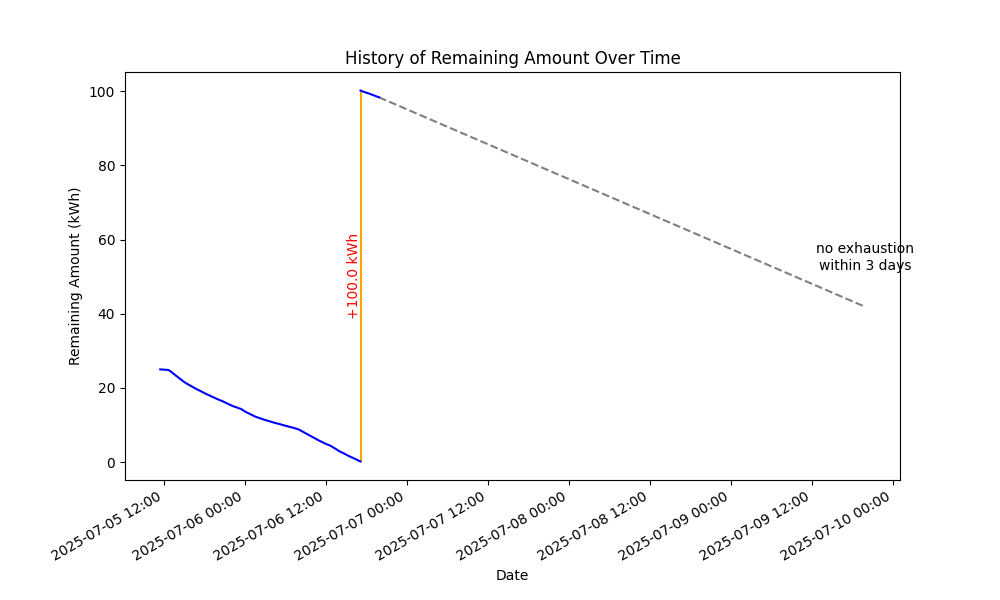 History of Remaining Amount Over Time
Remaining Amount (kWh)
100
80
60
40
20
0
+100.0 kWh
no exhaustion
within 3 days
2025-07-05 12:00
2025-07-06 00:00
2025-07-06 12:00
2025-07-07 00:00
2025-07-07 12:00
2025-07-08 00:00
2025-07-08 12:00
2025-07-09 00:00
2025-07-09 12:00
2025-07-10 00:00
Date